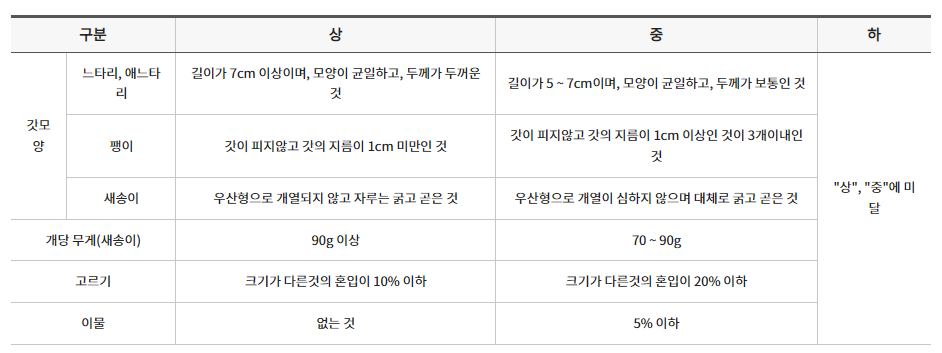 구분 상 중 하
느타리, 애느타
리
길이가 7cm 이상이며, 모양이 균일하고, 두께가 두꺼운
것
길이가 5 ~ 7cm이며, 모양이 균일하고, 두께가 보통인 것
갓모
양
팽이
갓이 피지않고 갓의 지름이 1cm 미만인 것
갓이 피지않고 갓의 지름이 1cm 이상인 것이 3개이내인
것
새송이
우산형으로 개열되지 않고 자루는 굵고 곧은 것
우산형으로 개열이 심하지 않으며 대체로 굵고 곧은 것
"상", "중"에 미
달
개당 무게(새송이) 90g 이상 70 ~ 90g
고르기 크기가 다른것의 혼입이 10% 이하 크기가 다른것의 혼입이 20% 이하
이물 없는 것 5% 이하